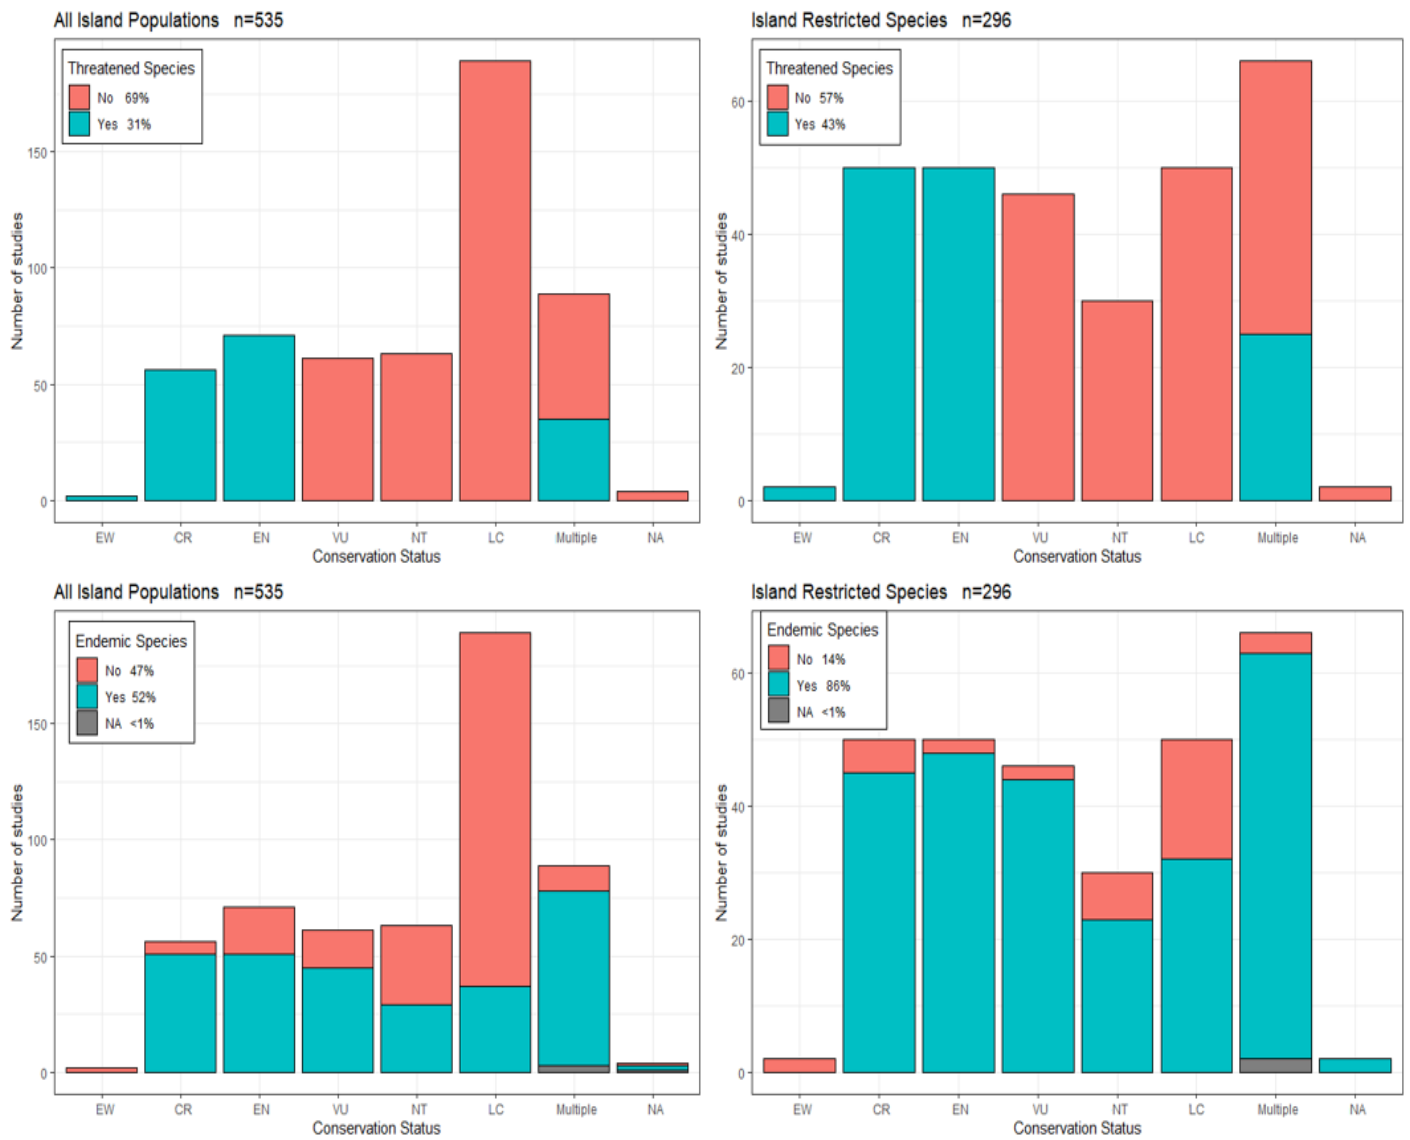 All Island Populations n=535
Threatened Species
No 69%
Yes 31%
150
100
50
0
Number of studies
EW CR EN VU NT LC Multiple NA
Conservation Status
Island Restricted Species n=296
Threatened Species
No 57%
Yes 43%
60
40
20
0
Number of studies
EW CR EN VU NT LC Multiple NA
Conservation Status
All Island Populations n=535
Endemic Species
No 47%
Yes 52%
NA <1%
150
100
50
0
Number of studies
EW CR EN VU NT LC Multiple NA
Conservation Status
Island Restricted Species n=296
Endemic Species
No 14%
Yes 86%
NA <1%
60
40
20
0
Number of studies
EW CR EN VU NT LC Multiple NA
Conservation Status